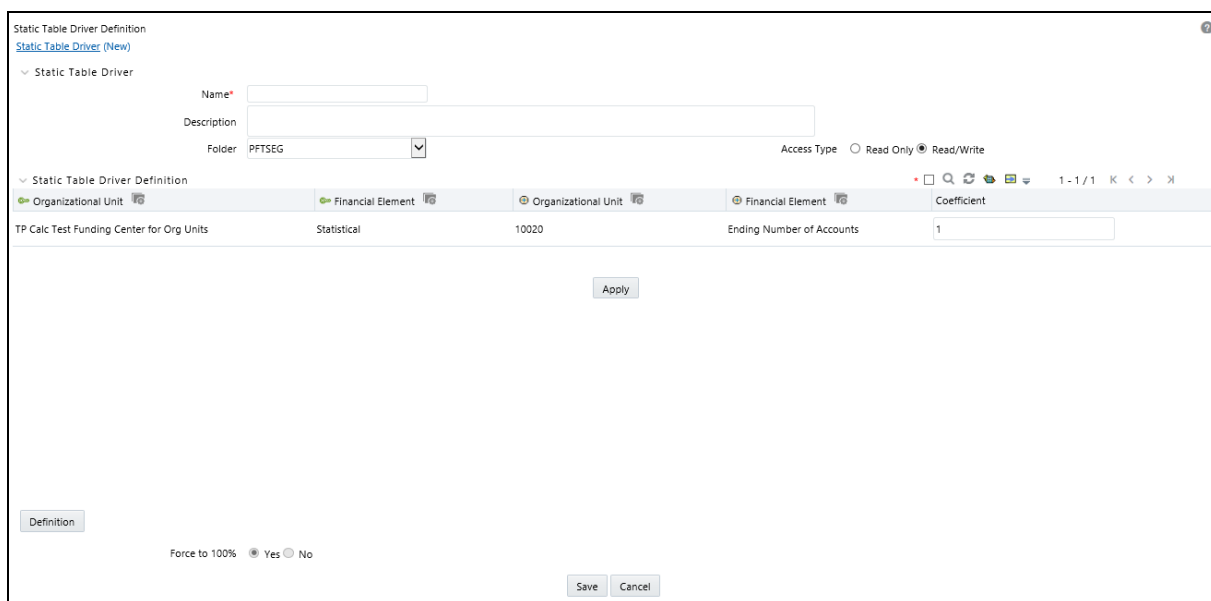 Static Table Driver Definition
Static Table Driver (New)
Static Table Driver
Name*
Description
Folder PFTSEG Access Type Read Only Read/Write
Static Table Driver Definition * 1 - 1 / 1
Organizational Unit Financial Element Organizational Unit Financial Element Coefficient
TP Calc Test Funding Center for Org Units Statistical 10020 Ending Number of Accounts 1
Apply
Definition
Force to 100% Yes No
Save Cancel